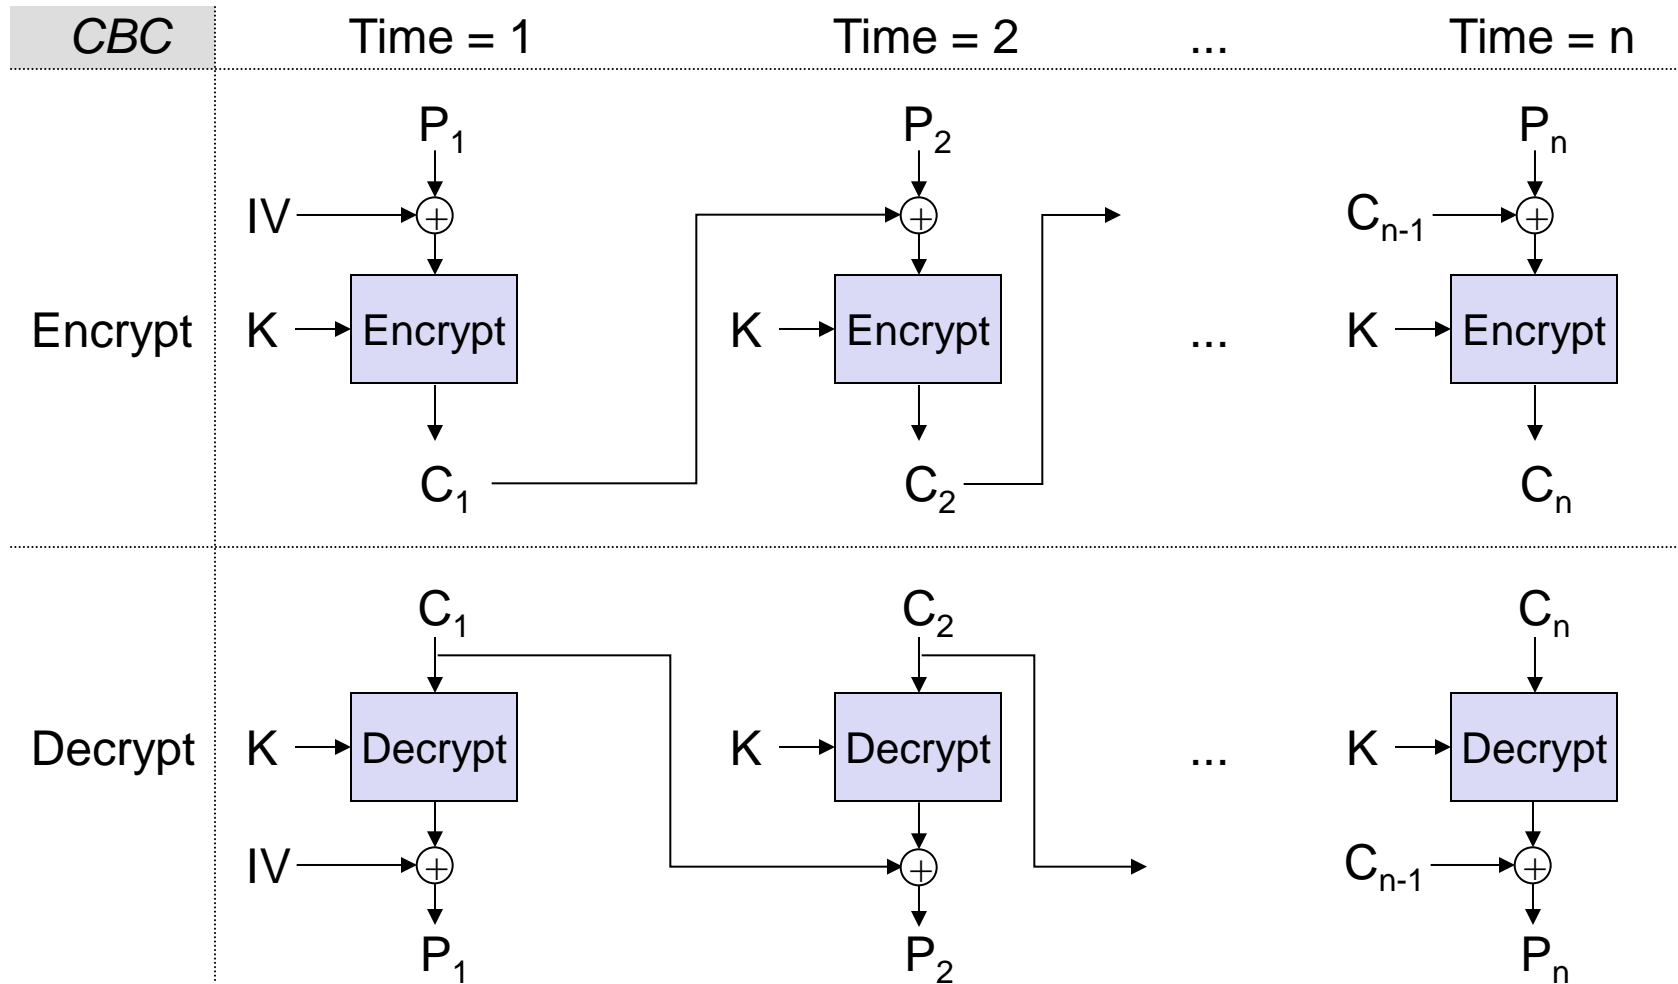 CBC Time = 1 Time = 2 ... Time = n
P₁ P₂ Pₙ
IV + + Cₙ₋₁ +
Encrypt K Encrypt K Encrypt ... K Encrypt
C₁ C₂ Cₙ
C₁ C₂ Cₙ
Decrypt K Decrypt K Decrypt ... K Decrypt
IV + + Cₙ₋₁ +
P₁ P₂ Pₙ